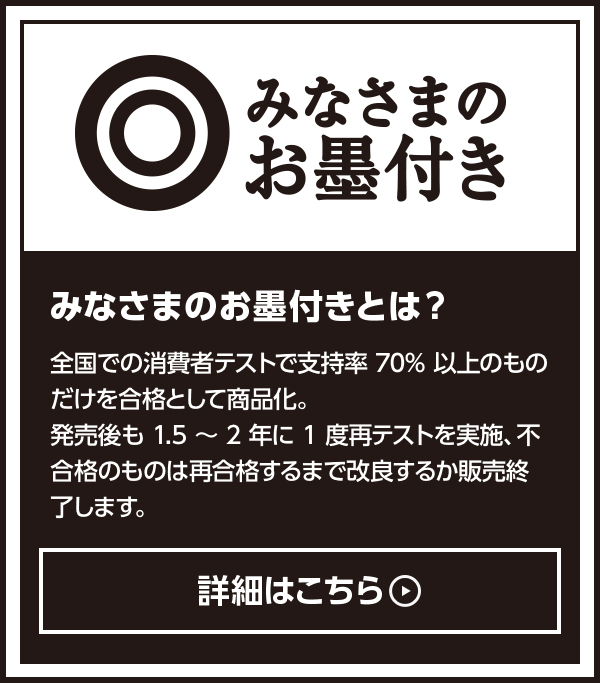 みなさまの
お墨付き
みなさまのお墨付きとは?
全国での消費者テストで支持率 70% 以上のもの
だけを合格として商品化。
発売後も 1.5 ～ 2 年に 1 度再テストを実施、不
合格のものは再合格するまで改良するか販売終
了します。
詳細はこちら